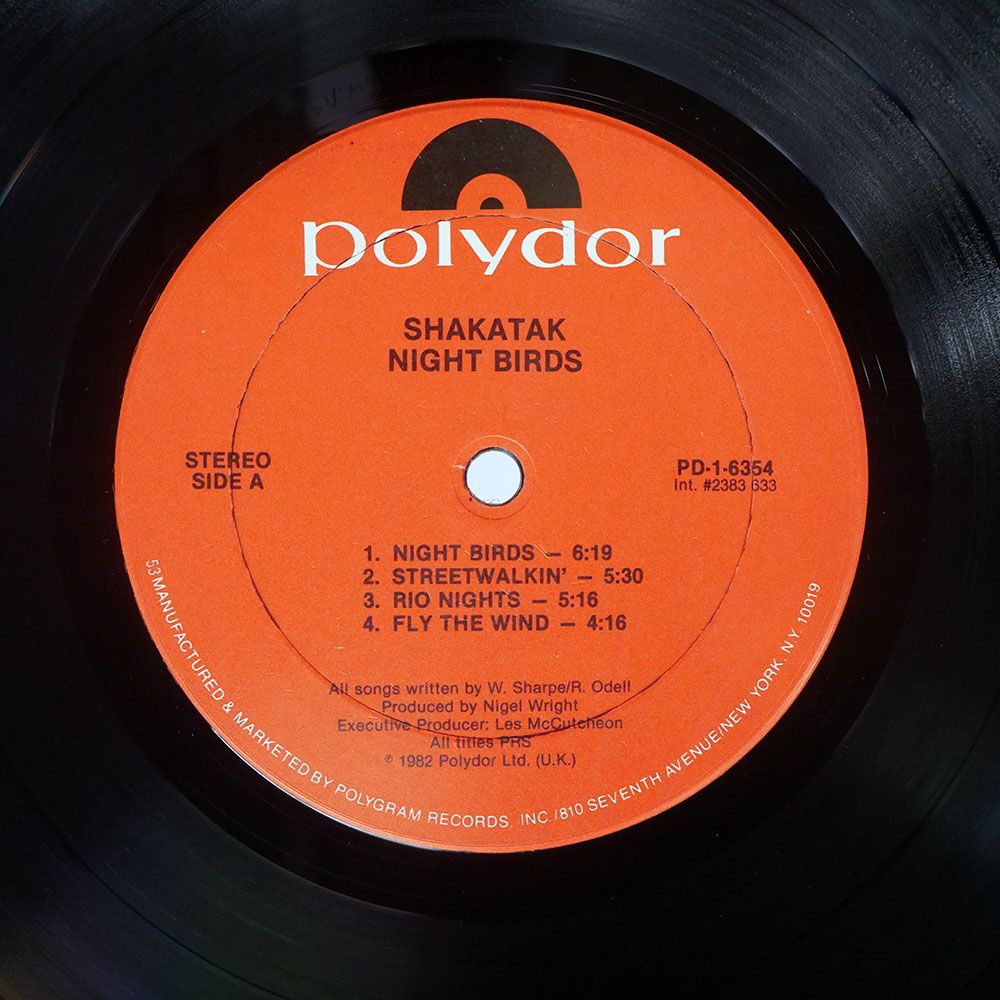 polydor
SHAKATAK
NIGHT BIRDS
STEREO
SIDE A
PD-1-6354
Int. #2383 633
1. NIGHT BIRDS — 6:19
2. STREETWALKIN' — 5:30
3. RIO NIGHTS — 5:16
4. FLY THE WIND — 4:16
All songs written by W. Sharpe/R. Odell
Produced by Nigel Wright
Executive Producer: Les McCutcheon
All titles PRS
℗ 1982 Polydor Ltd. (U.K.)
53 MANUFACTURED & MARKETED BY POLYGRAM RECORDS, INC./810 SEVENTH AVENUE/NEW YORK, N.Y. 10019